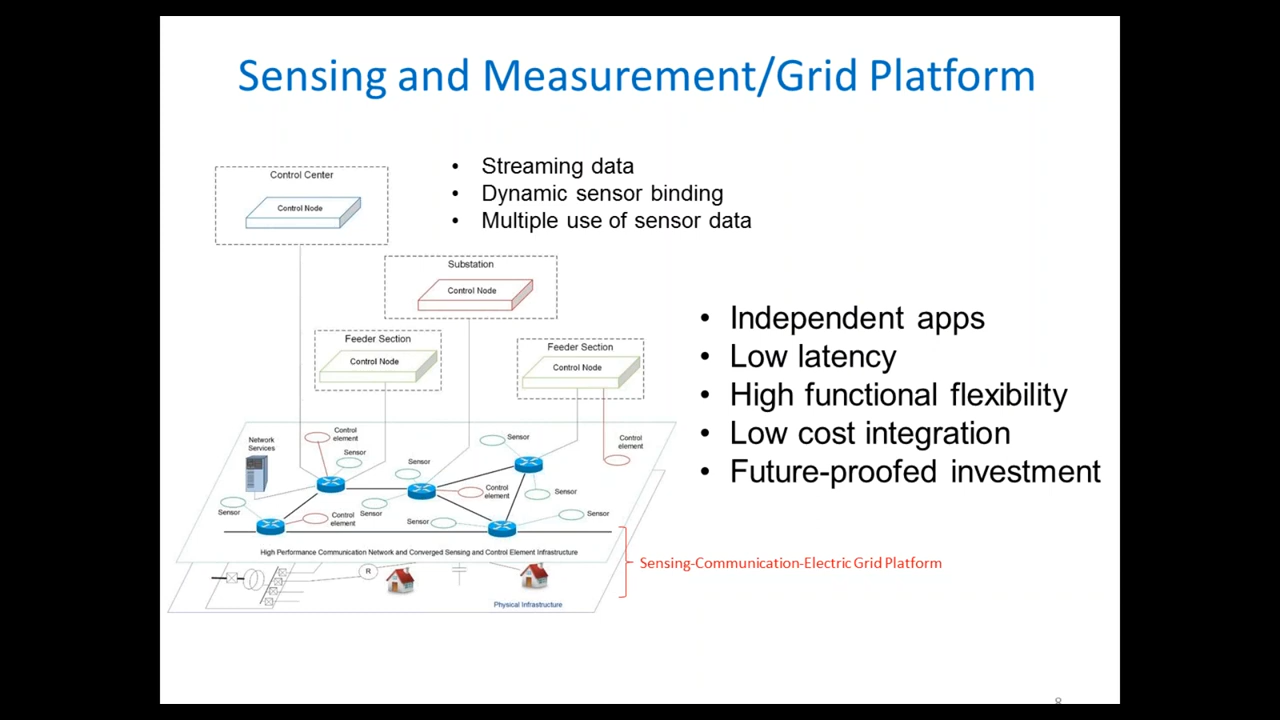 Sensing and Measurement/Grid Platform
• Streaming data
• Dynamic sensor binding
• Multiple use of sensor data
Control Center
Control Node
Substation
Control Node
Feeder Section
Control Node
Feeder Section
Control Node
• Independent apps
• Low latency
• High functional flexibility
• Low cost integration
• Future-proofed investment
Network
Services
Control
element
Sensor
Sensor
Sensor
Control
element
Sensor
Control
element
Sensor
Control
element
Sensor
Sensor
Sensor
High Performance Communication Network and Converged Sensing and Control Element Infrastructure
Sensing-Communication-Electric Grid Platform
R
Physical Infrastructure
8